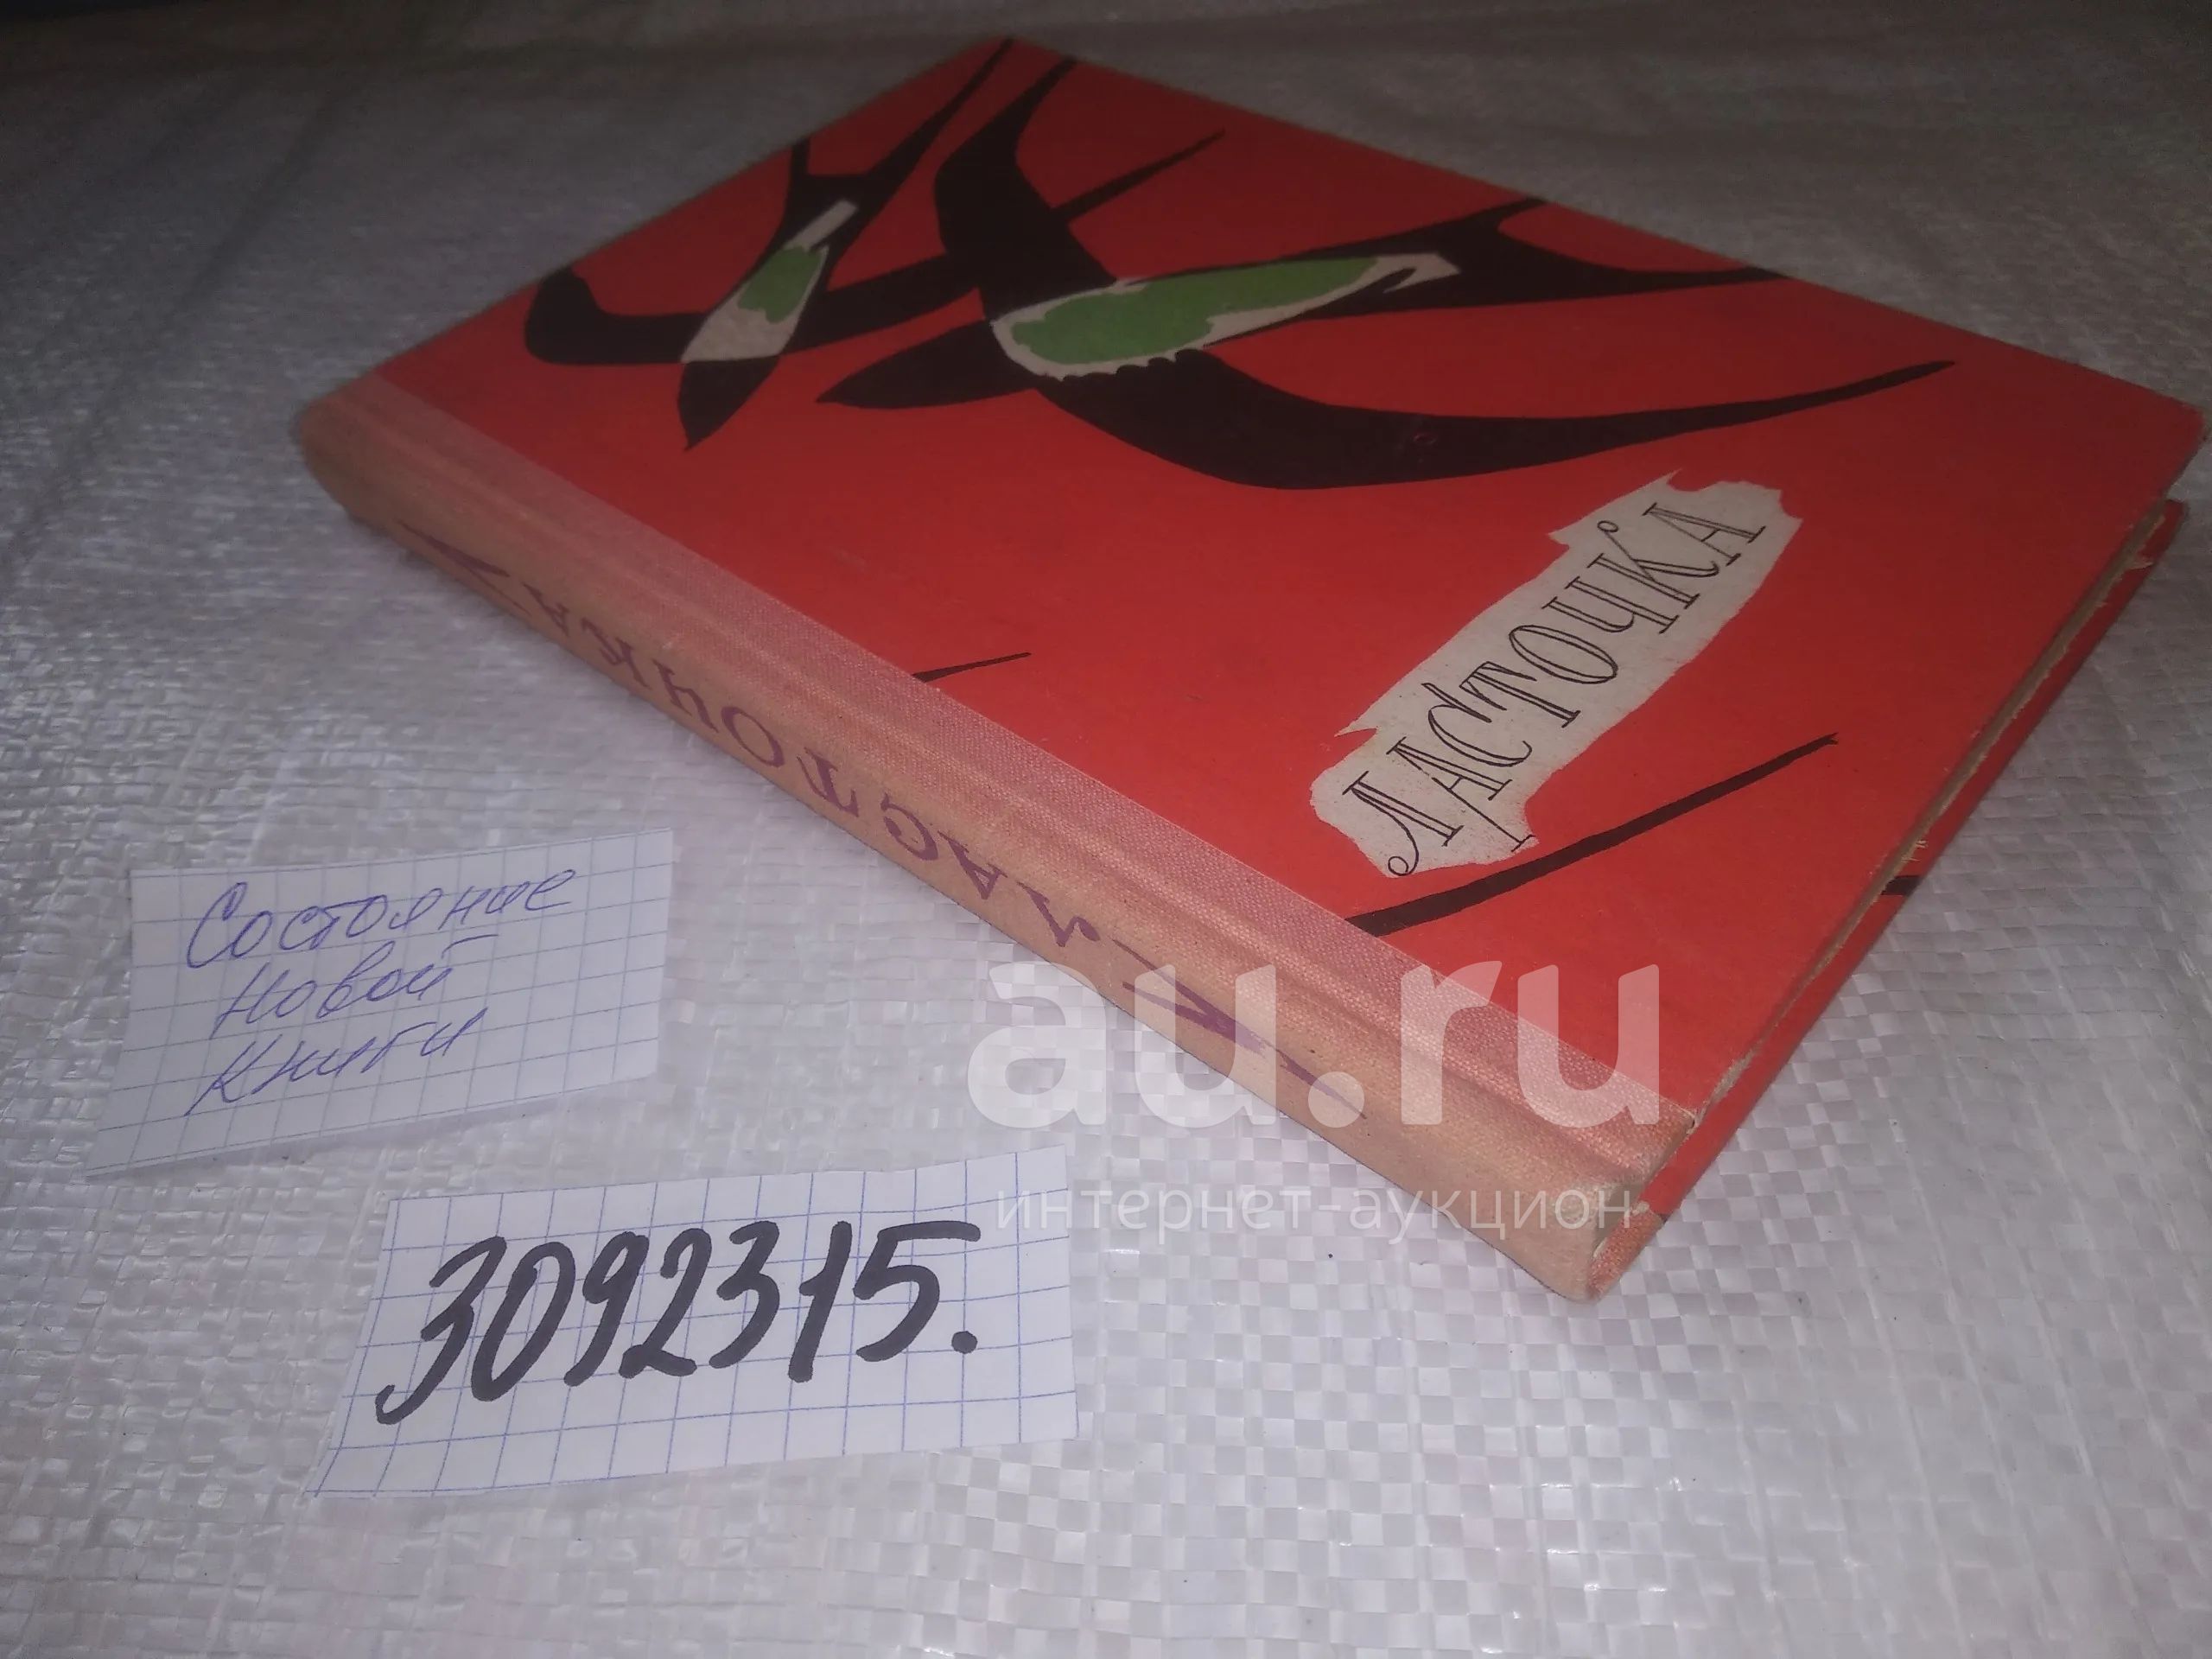 ЛАСТОЧКА
ЛАСТОЧКА
Состояние
новой
книги
3092315.
au.ru
интернет-аукцион